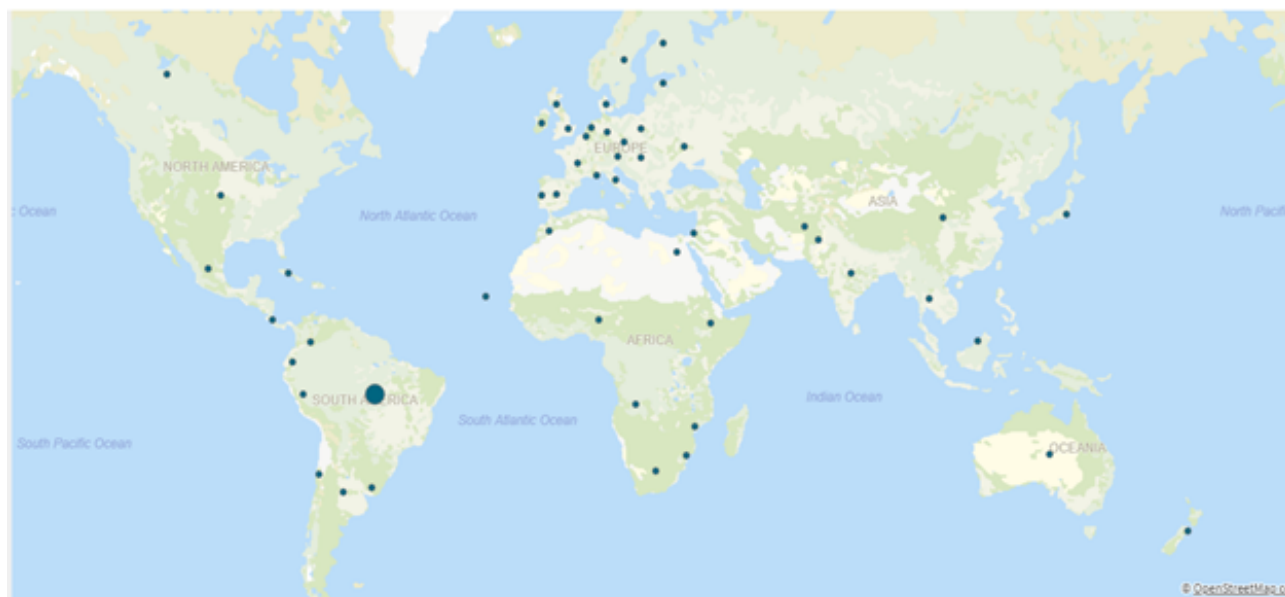 EUROPE
NORTH AMERICA
ASIA
c Ocean
North Atlantic Ocean
North Pacif
AFRICA
SOUTH AMERICA
Indian Ocean
South Atlantic Ocean
South Pacific Ocean
OCEANIA
© OpenStreetMap.c